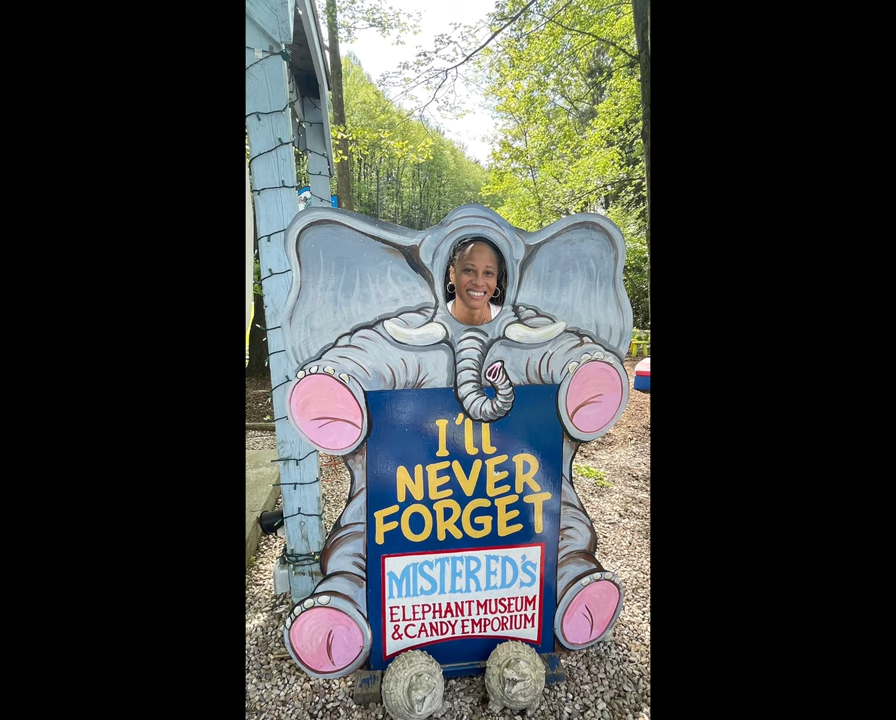 I'll
NEVER
FORGET
MISTER ED'S
ELEPHANT MUSEUM
& CANDY EMPORIUM